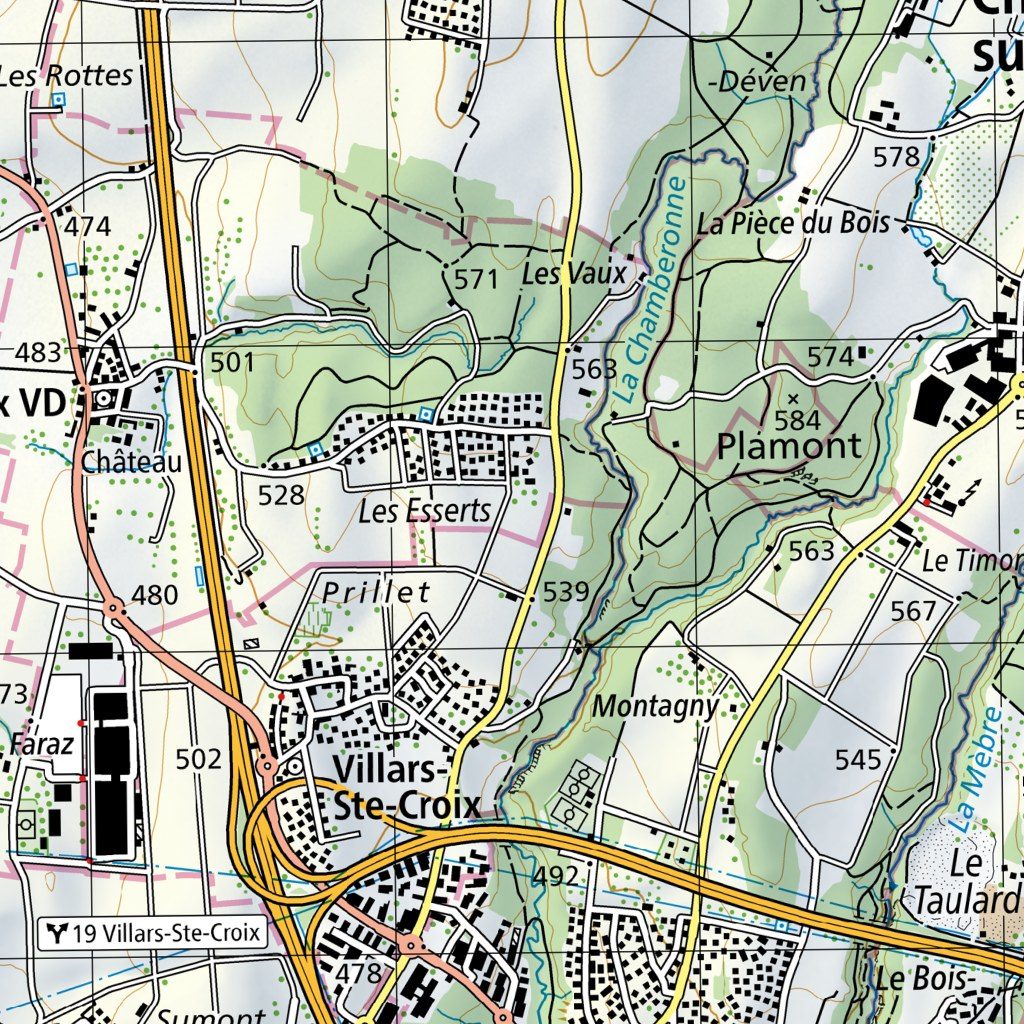 su
Les Rottes
-Déven
578
474
La Pièce du Bois
571
Les Vaux
La Chamberonne
483
501
563
574
x VD
584
Plamont
Château
528
Les Esserts
563
Le Timon
480
Prillet
539
567
73
Montagny
Faraz
502
Villars-
Ste-Croix
545
La Mèbre
492
Le
Taulard
19 Villars-Ste-Croix
478
Le Bois
Sumont